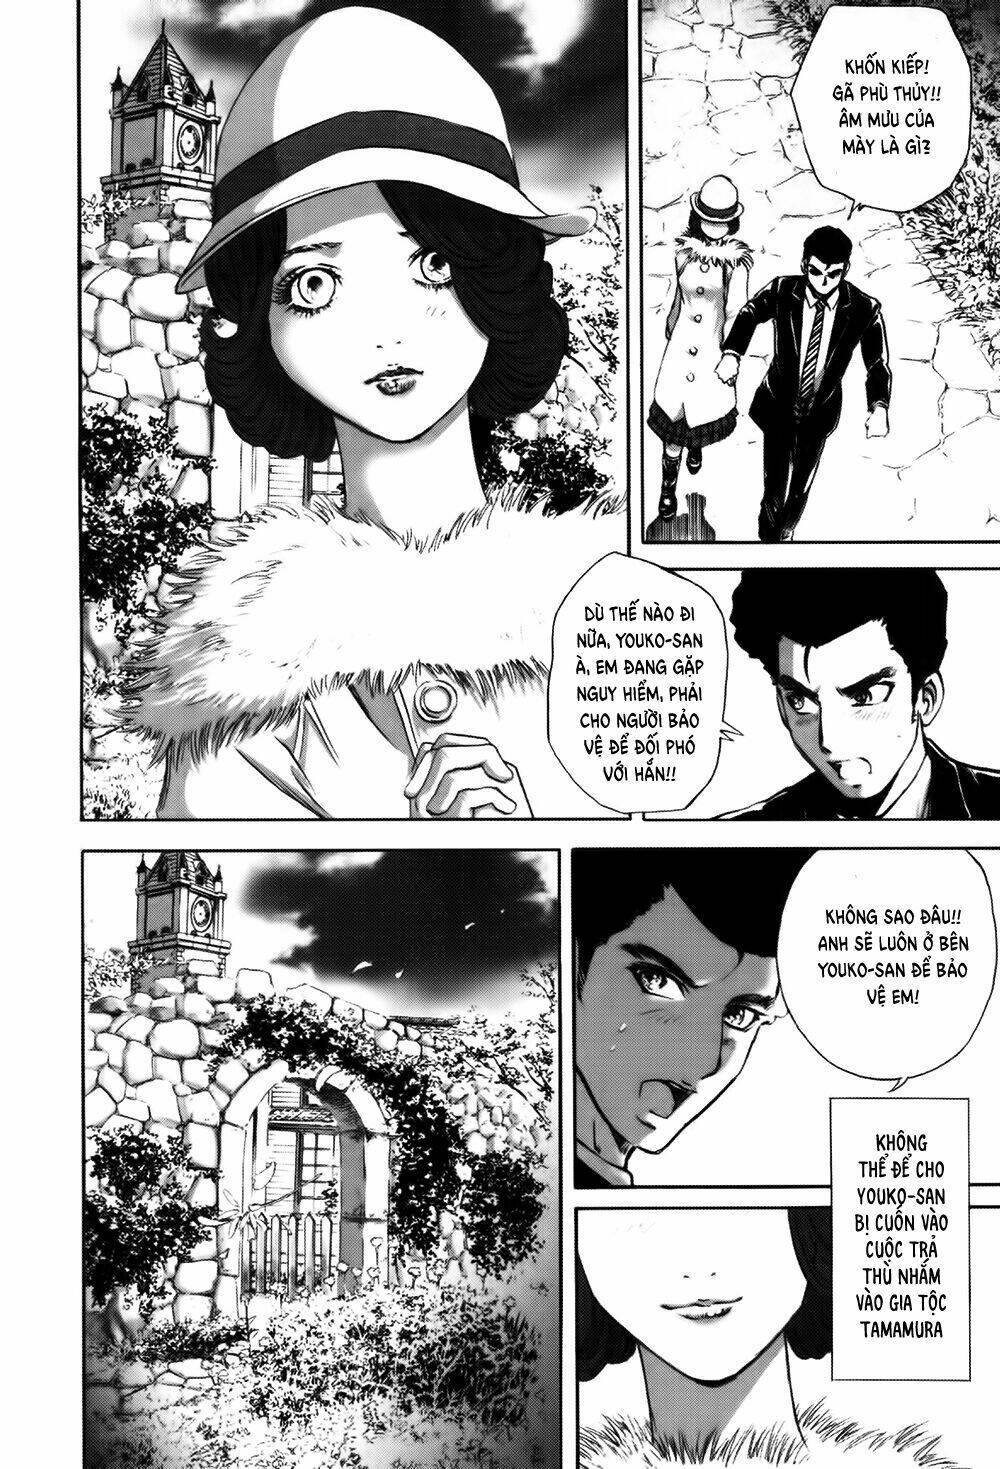 KHỐN KIẾP!
GÃ PHÙ THỦY!!
ÂM MƯU CỦA
MÀY LÀ GÌ?
DÙ THẾ NÀO ĐI
NỮA, YOUKO-SAN
À, EM ĐANG GẶP
NGUY HIỂM, PHẢI
CHO NGƯỜI BẢO
VỆ ĐỂ ĐỐI PHÓ
VỚI HẮN!!
KHÔNG SAO ĐÂU!!
ANH SẼ LUÔN Ở BÊN
YOUKO-SAN ĐỂ BẢO
VỆ EM!
KHÔNG
THỂ ĐỂ CHO
YOUKO-SAN
BỊ CUỐN VÀO
CUỘC TRẢ
THÙ NHẮM
VÀO GIA TỘC
TAMAMURA